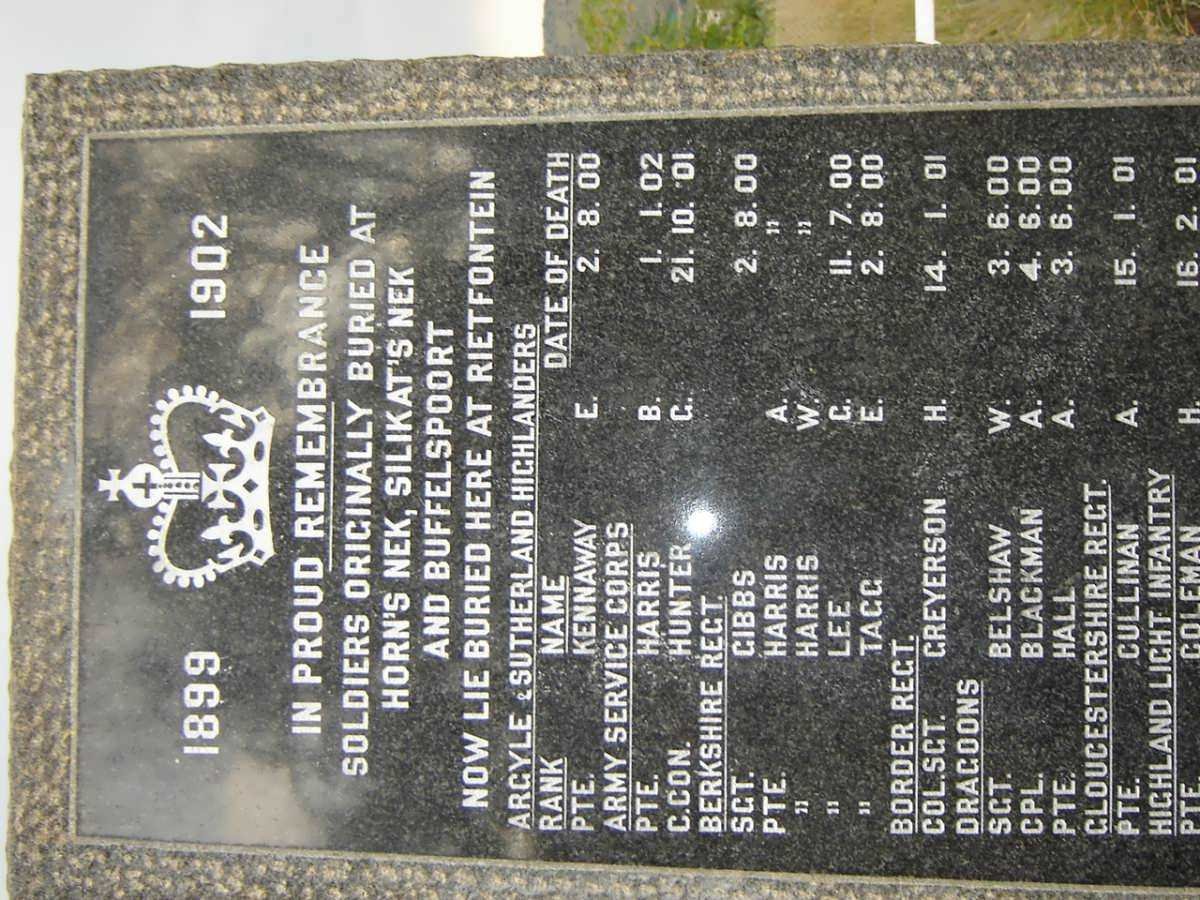 1899 1902
IN PROUD REMEMBRANCE
SOLDIERS ORIGINALLY BURIED AT
HORN'S NEK, SILIKAT'S NEK
AND BUFFELSPOORT
NOW LIE BURIED HERE AT RIETFONTEIN
ARGYLE & SUTHERLAND HIGHLANDERS
RANK NAME DATE OF DEATH
PTE. KENNAWAY E. 2. 8. 00
ARMY SERVICE CORPS
PTE. HARRIS B. 1. 1. 02
C.CON. HUNTER C. 21. 10. 01
BERKSHIRE REGT.
SGT. GIBBS 2. 8. 00
PTE. HARRIS A. "
" HARRIS W. "
" LEE C. 11. 7. 00
" TAGG E. 2. 8. 00
BORDER REGT.
COLSGT. GREYERSON H. 14. 1. 01
DRAGOONS
SGT. BELSHAW W. 3. 6.00
CPL. BLACKMAN A. 4. 6.00
PTE. HALL A. 3. 6.00
GLOUCESTERSHIRE REGT.
PTE. CULLINAN A. 15. 1. 01
HIGHLAND LIGHT INFANTRY
PTE. COLEMAN H. 16. 2. 01